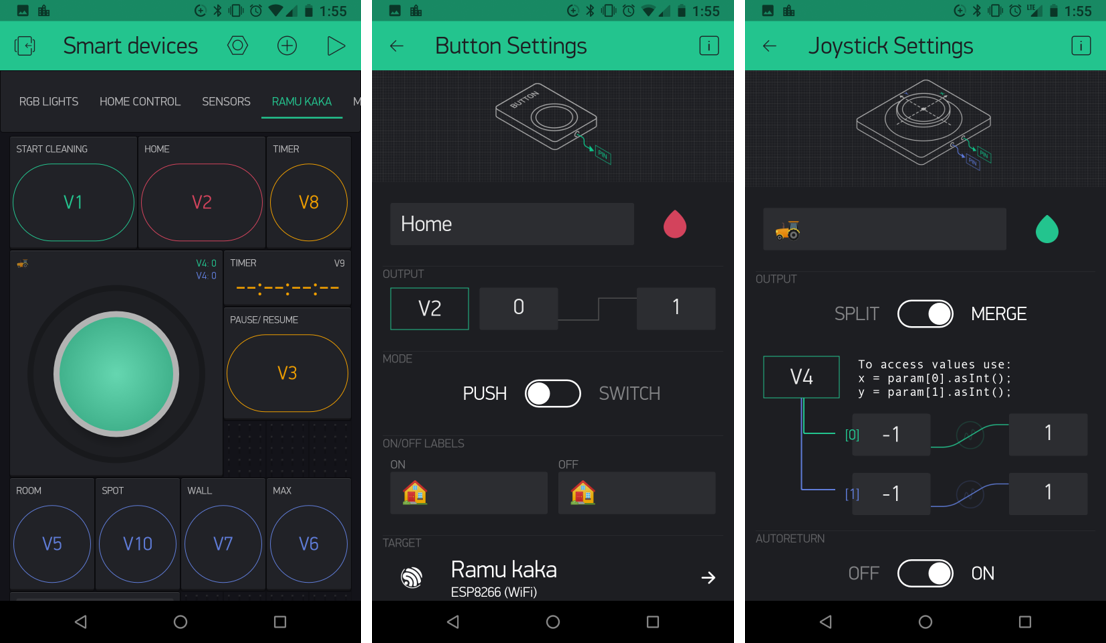 1:55
Smart devices
RGB LIGHTS HOME CONTROL SENSORS RAMU KAKA M
START CLEANING HOME TIMER
V1 V2 V8
V4: 0
V4: 0
TIMER V9
--:--:--:--
PAUSE/ RESUME
V3
ROOM SPOT WALL MAX
V5 V10 V7 V6
1:55
Button Settings
BUTTON
PIN
Home
OUTPUT
V2 0 1
MODE
PUSH SWITCH
ON/OFF LABELS
ON OFF
TARGET
Ramu kaka
ESP8266 (WiFi)
LTE 1:55
Joystick Settings
PIN
PIN
OUTPUT
SPLIT MERGE
V4
To access values use:
x = param[0].asInt();
y = param[1].asInt();
[0] -1 1
[1] -1 1
AUTORETURN
OFF ON